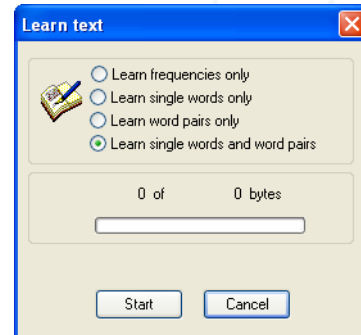 Learn text
Learn frequencies only
Learn single words only
Learn word pairs only
Learn single words and word pairs
0 of 0 bytes
Start Cancel